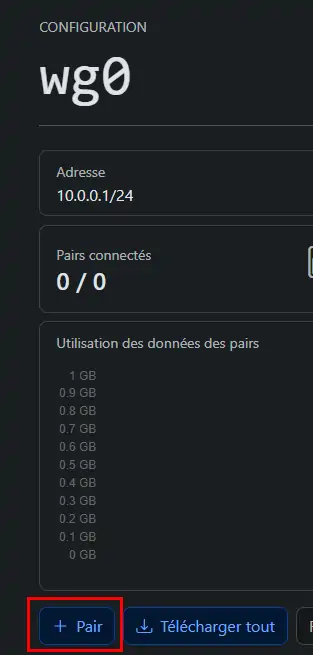 CONFIGURATION
wg0
Adresse
10.0.0.1/24
Pairs connectés
0 / 0
Utilisation des données des pairs
1 GB
0.9 GB
0.8 GB
0.7 GB
0.6 GB
0.5 GB
0.4 GB
0.3 GB
0.2 GB
0.1 GB
0 GB
+ Pair Télécharger tout